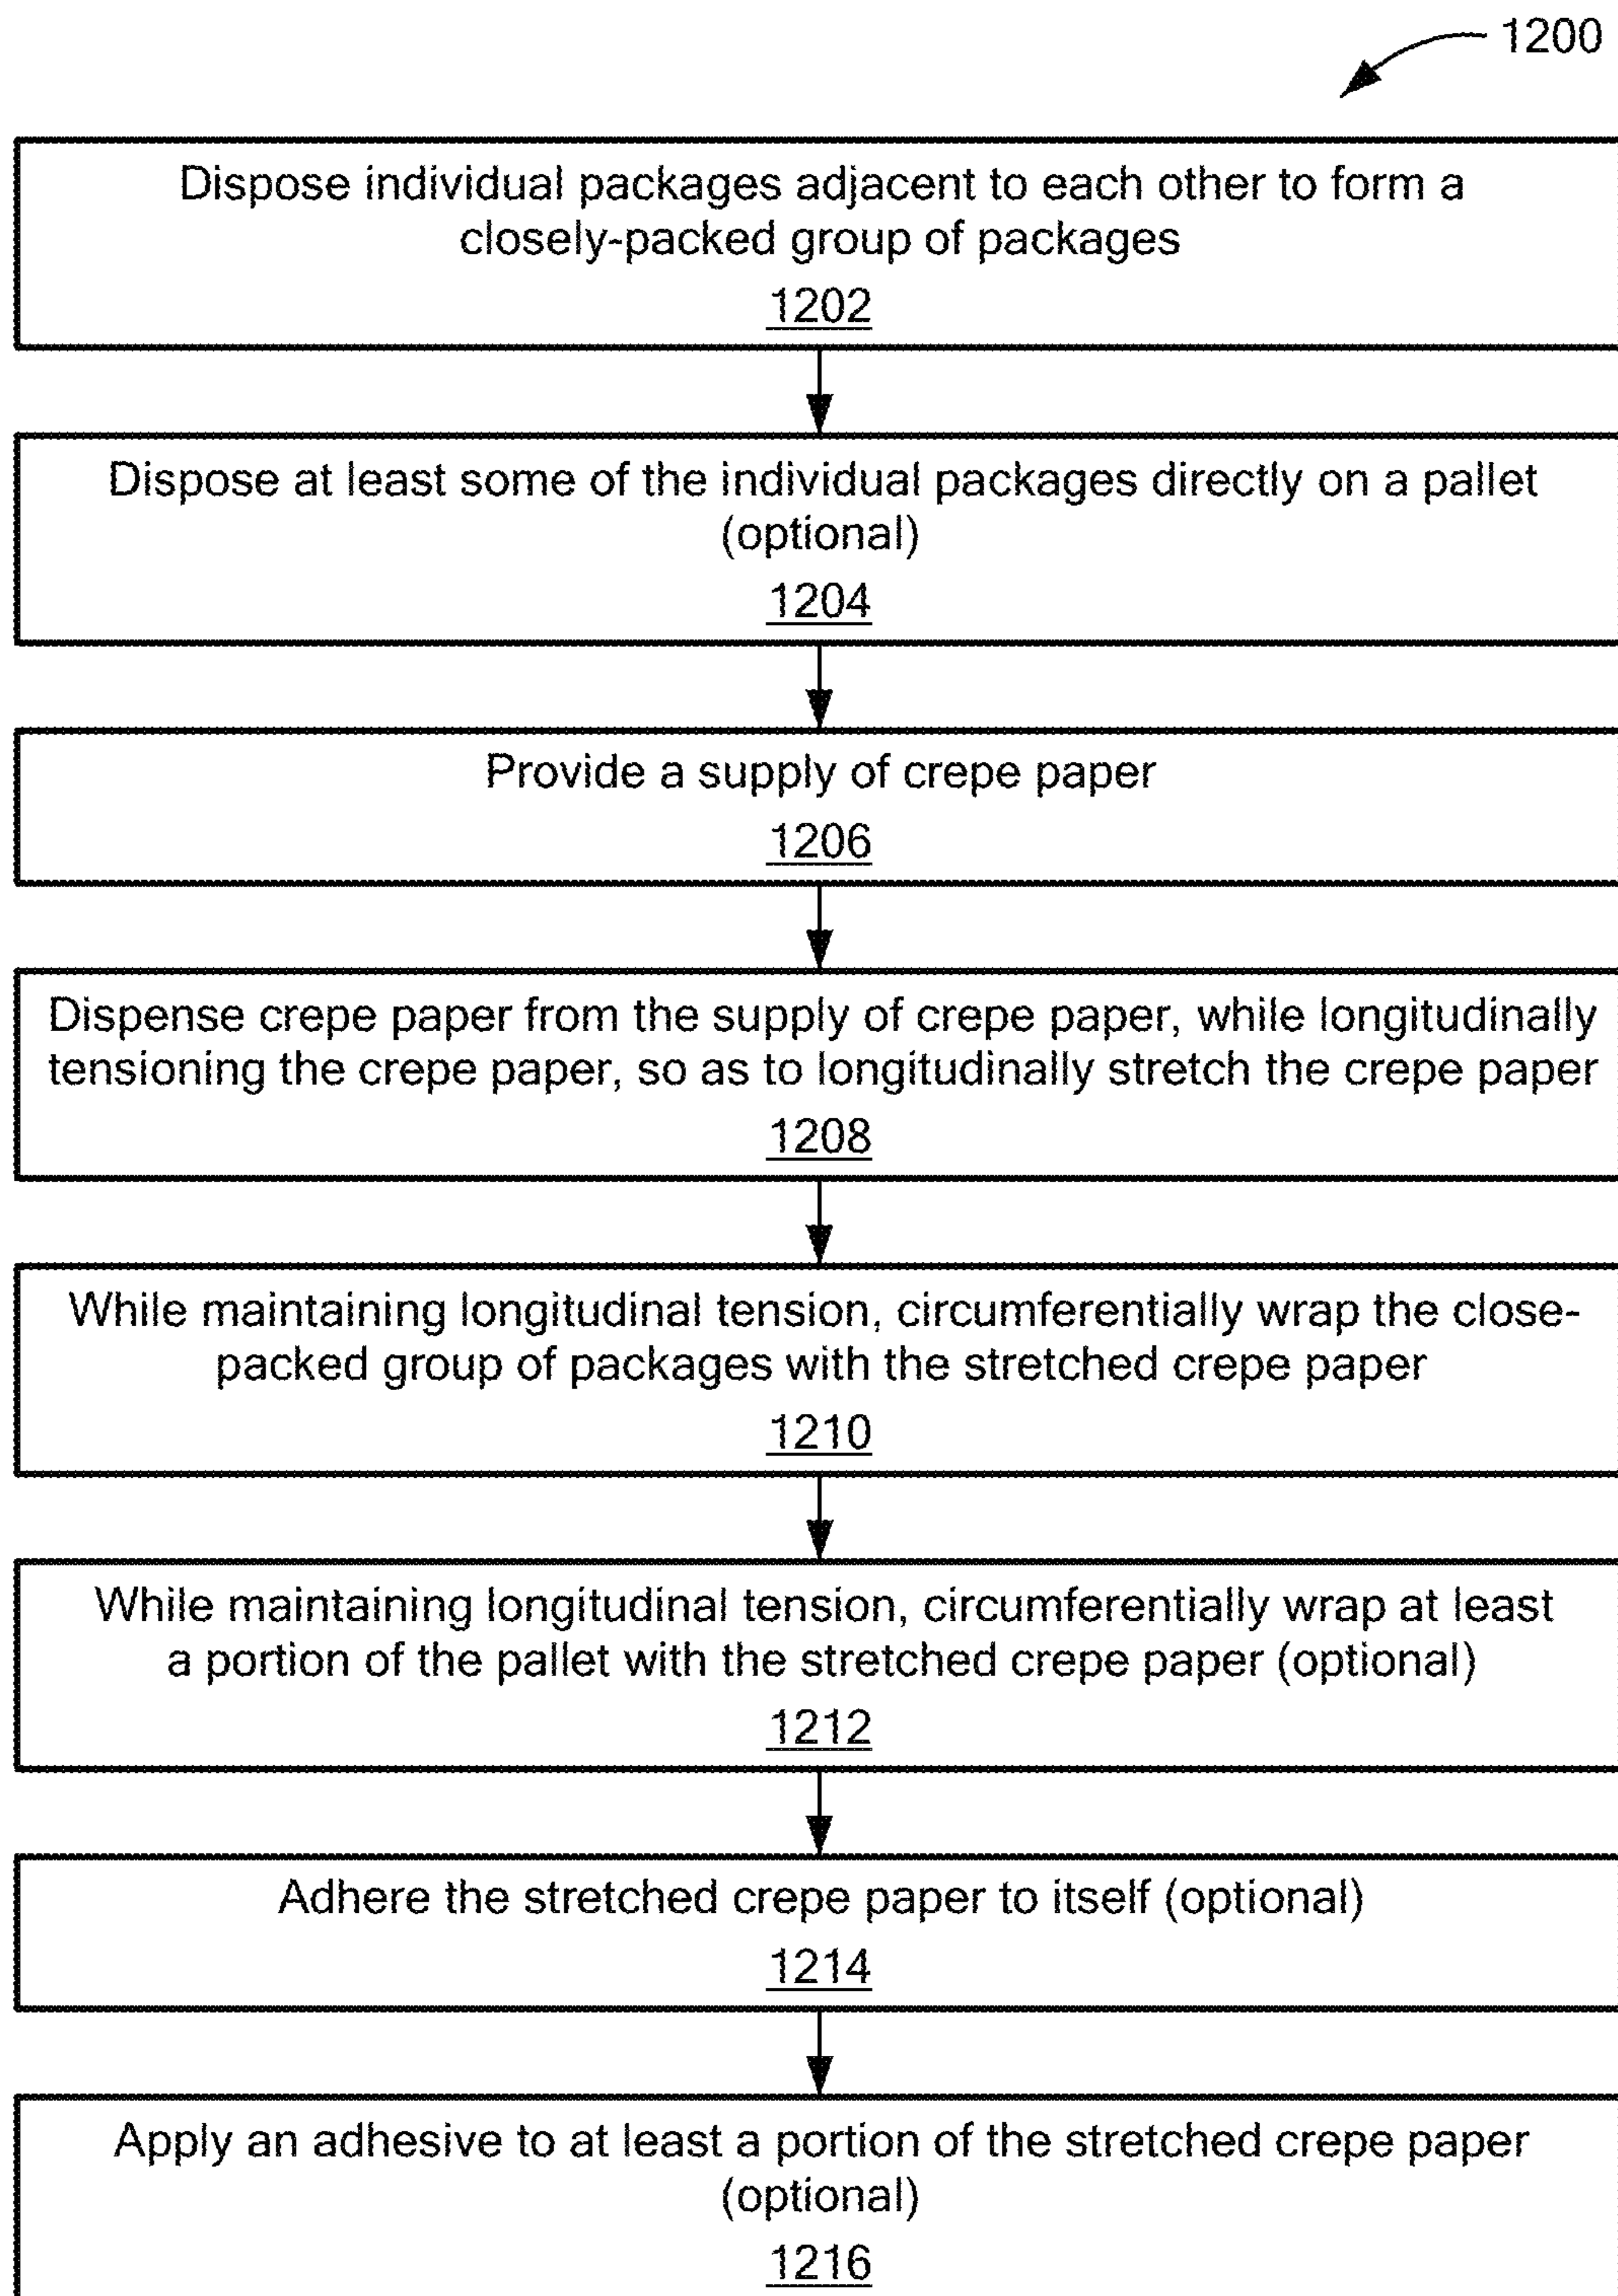 1200
Dispose individual packages adjacent to each other to form a
closely-packed group of packages
1202
Dispose at least some of the individual packages directly on a pallet
(optional)
1204
Provide a supply of crepe paper
1206
Dispense crepe paper from the supply of crepe paper, while longitudinally
tensioning the crepe paper, so as to longitudinally stretch the crepe paper
1208
While maintaining longitudinal tension, circumferentially wrap the close-
packed group of packages with the stretched crepe paper
1210
While maintaining longitudinal tension, circumferentially wrap at least
a portion of the pallet with the stretched crepe paper (optional)
1212
Adhere the stretched crepe paper to itself (optional)
1214
Apply an adhesive to at least a portion of the stretched crepe paper
(optional)
1216